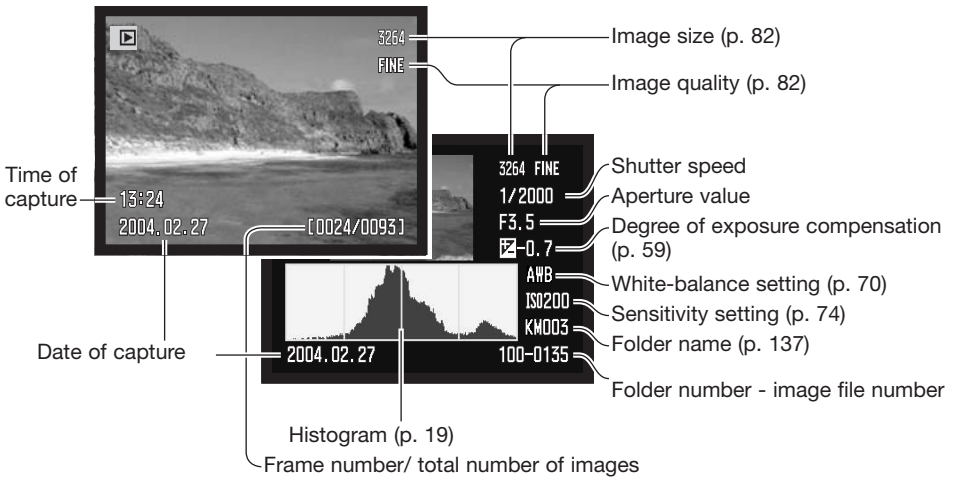 3264
FINE
Image size (p. 82)
Image quality (p. 82)
Time of
capture
13:24
2004.02.27
[0024/0093]
3264 FINE
1/2000
F3.5
-0.7
AWB
ISO200
KM003
2004.02.27
100-0135
Shutter speed
Aperture value
Degree of exposure compensation
(p. 59)
White-balance setting (p. 70)
Sensitivity setting (p. 74)
Folder name (p. 137)
Folder number - image file number
Date of capture
Histogram (p. 19)
Frame number/ total number of images